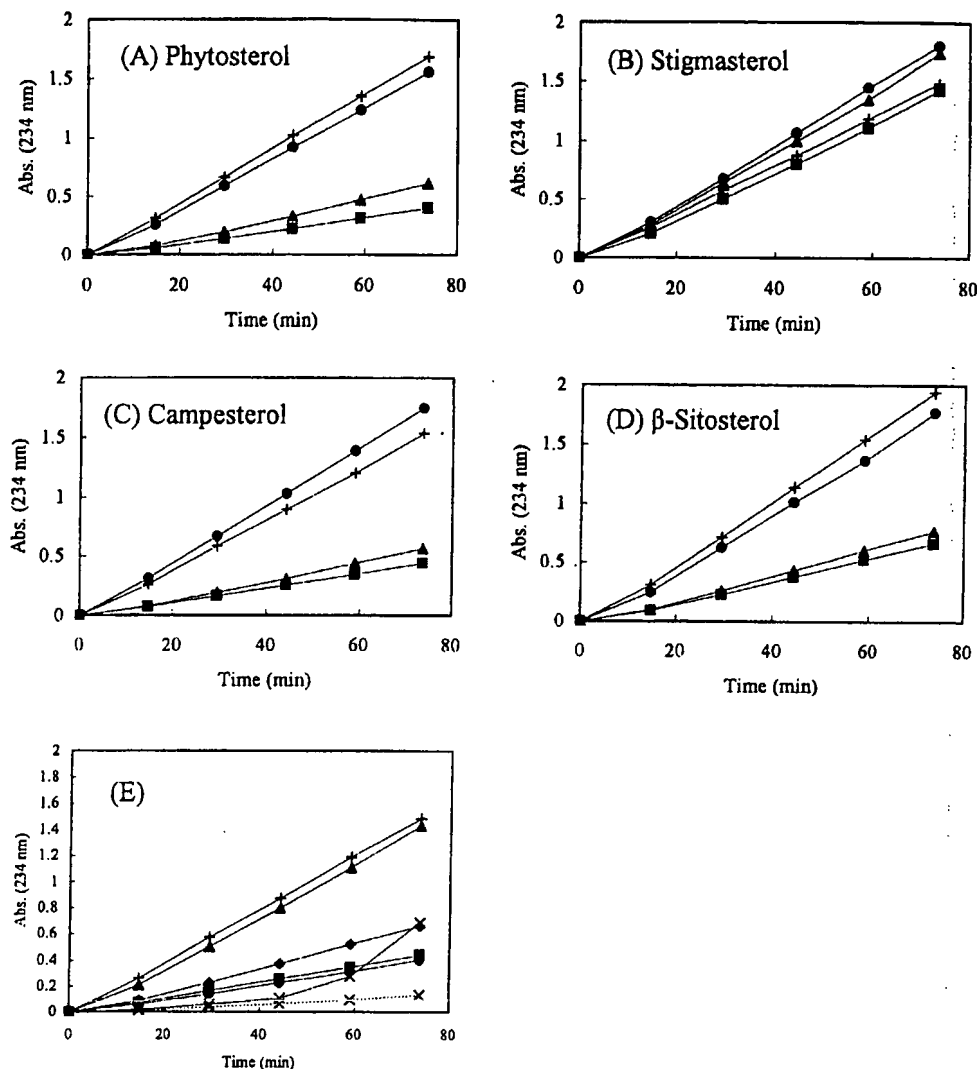 (A) Phytosterol
2
1.5
1
0.5
0
Abs. (234 nm)
0 20 40 60 80
Time (min)
(B) Stigmasterol
2
1.5
1
0.5
0
Abs. (234 nm)
0 20 40 60 80
Time (min)
(C) Campesterol
2
1.5
1
0.5
0
Abs. (234 nm)
0 20 40 60 80
Time (min)
(D) β-Sitosterol
2
1.5
1
0.5
0
Abs. (234 nm)
0 20 40 60 80
Time (min)
(E)
2
1.8
1.6
1.4
1.2
1
0.8
0.6
0.4
0.2
0
Abs. (234 nm)
0 20 40 60 80
Time (min)